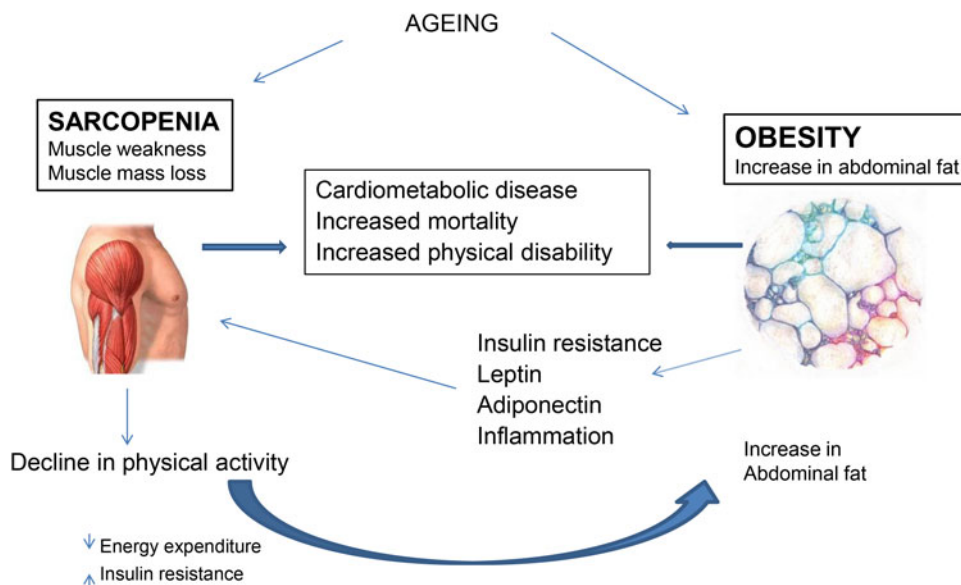 AGEING
SARCOPENIA
Muscle weakness
Muscle mass loss
OBESITY
Increase in abdominal fat
Cardiometabolic disease
Increased mortality
Increased physical disability
Insulin resistance
Leptin
Adiponectin
Inflammation
Decline in physical activity
Increase in
Abdominal fat
Energy expenditure
Insulin resistance